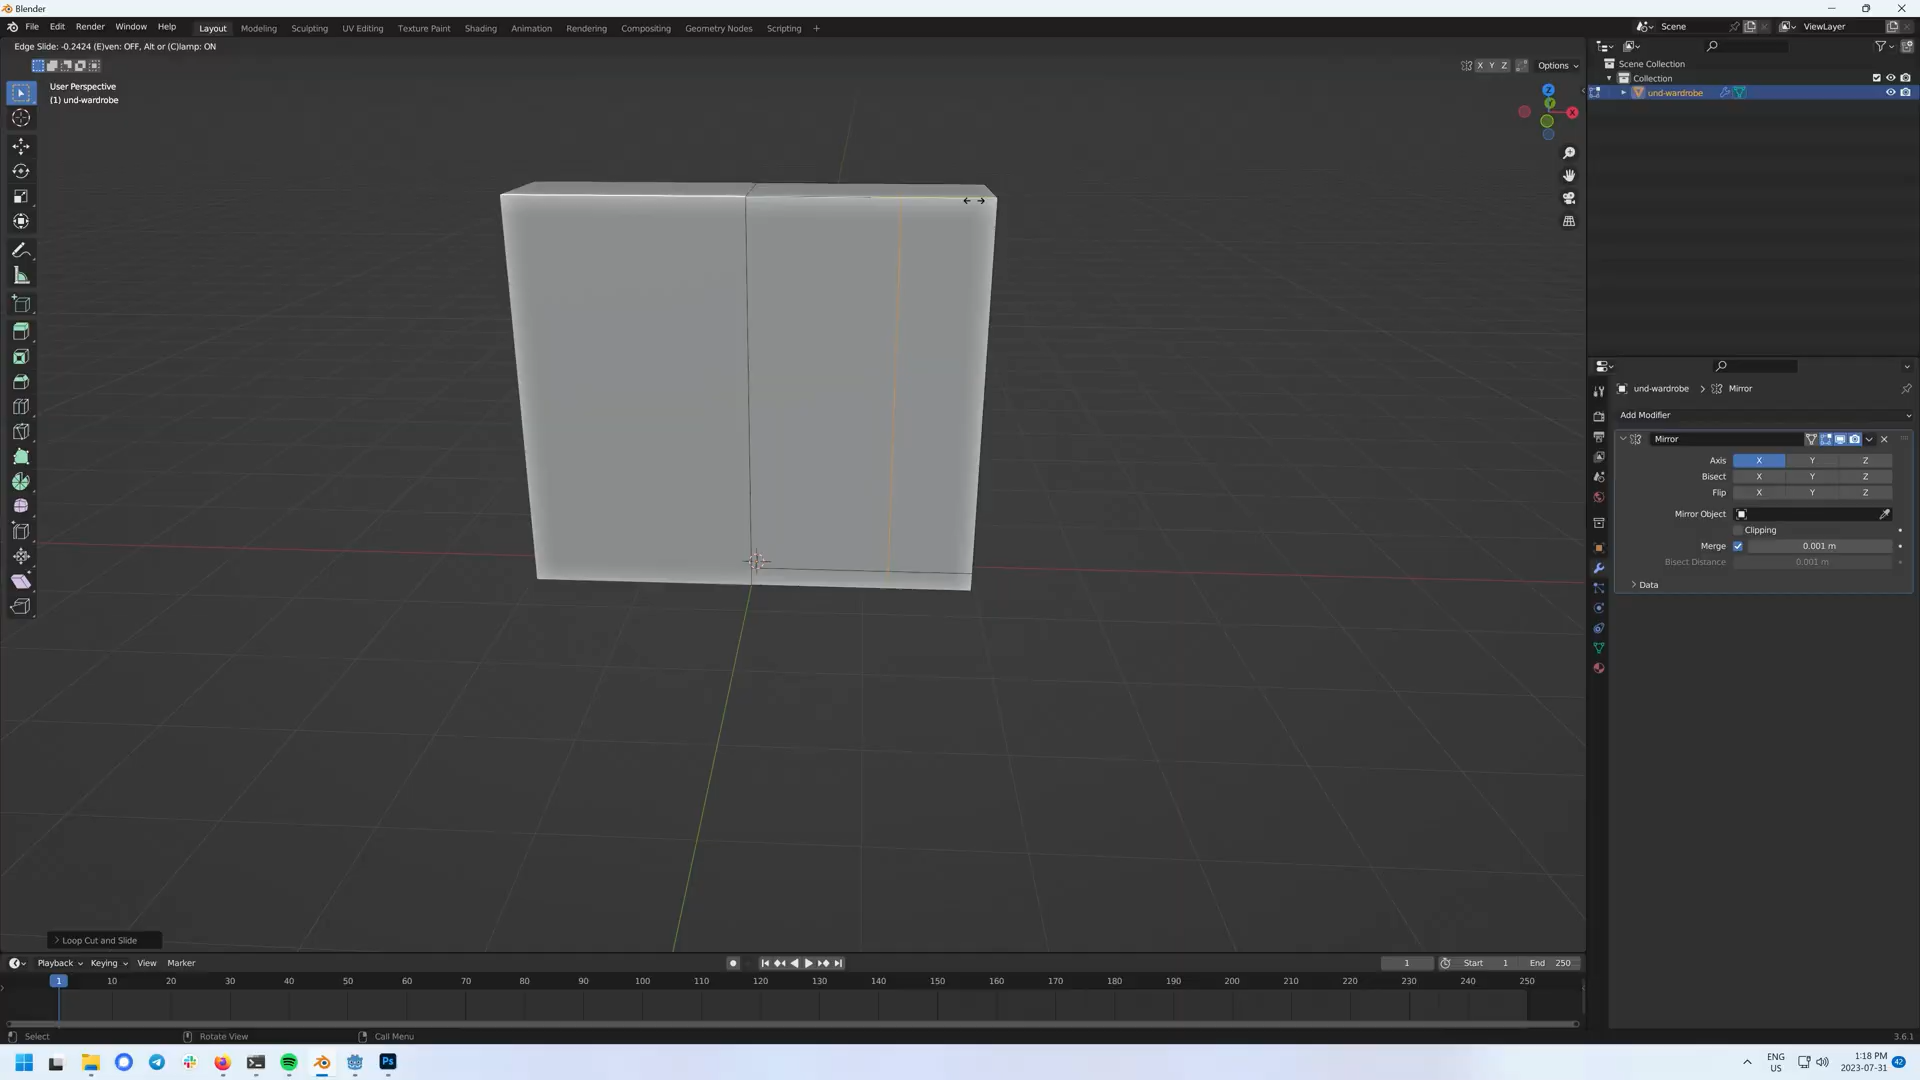 Blender
File Edit Render Window Help
Layout Modeling Sculpting UV Editing Texture Paint Shading Animation Rendering Compositing Geometry Nodes Scripting +
Scene
ViewLayer
Edge Slide: -0.2424 (E)ven: OFF, Alt or (C)lamp: ON
X Y Z
Options
User Perspective
(1) und-wardrobe
Z
Y
X
Scene Collection
Collection
und-wardrobe
und-wardrobe > Mirror
Add Modifier
Mirror
Axis X Y Z
Bisect X Y Z
Flip X Y Z
Mirror Object
Clipping
Merge 0.001 m
Bisect Distance 0.001 m
Data
Loop Cut and Slide
Playback Keying View Marker
1 Start 1 End 250
1 10 20 30 40 50 60 70 80 90 100 110 120 130 140 150 160 170 180 190 200 210 220 230 240 250
Select Rotate View Call Menu
3.6.1
Ps
ENG
US
1:18 PM
2023-07-31
42